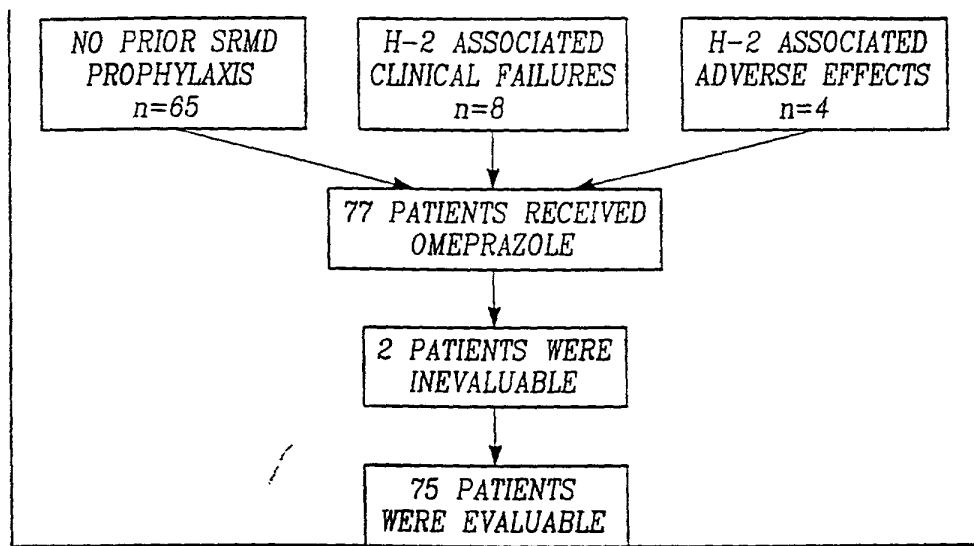 NO PRIOR SRMD
PROPHYLAXIS
n=65
H-2 ASSOCIATED
CLINICAL FAILURES
n=8
H-2 ASSOCIATED
ADVERSE EFFECTS
n=4
77 PATIENTS RECEIVED
OMEPRAZOLE
2 PATIENTS WERE
INEVALUABLE
75 PATIENTS
WERE EVALUABLE